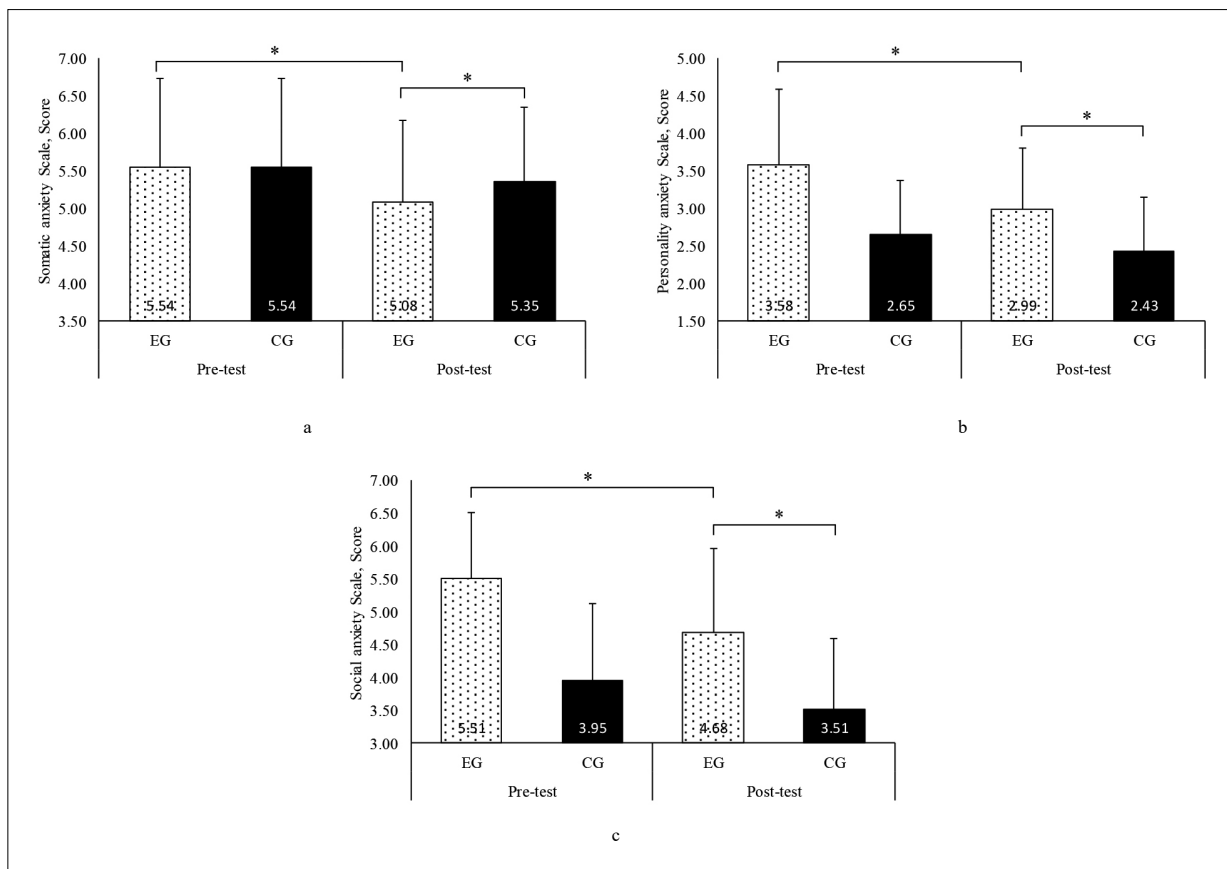 *
*
7.00
6.50
6.00
5.50
5.00
4.50
4.00
3.50
Somatic anxiety Scale, Score
5.54
5.54
5.08
5.35
EG
CG
EG
CG
Pre-test
Post-test
a
*
*
5.00
4.50
4.00
3.50
3.00
2.50
2.00
1.50
Personality anxiety Scale, Score
3.58
2.65
2.99
2.43
EG
CG
EG
CG
Pre-test
Post-test
b
*
*
7.00
6.50
6.00
5.50
5.00
4.50
4.00
3.50
3.00
Social anxiety Scale, Score
5.51
3.95
4.68
3.51
EG
CG
EG
CG
Pre-test
Post-test
c